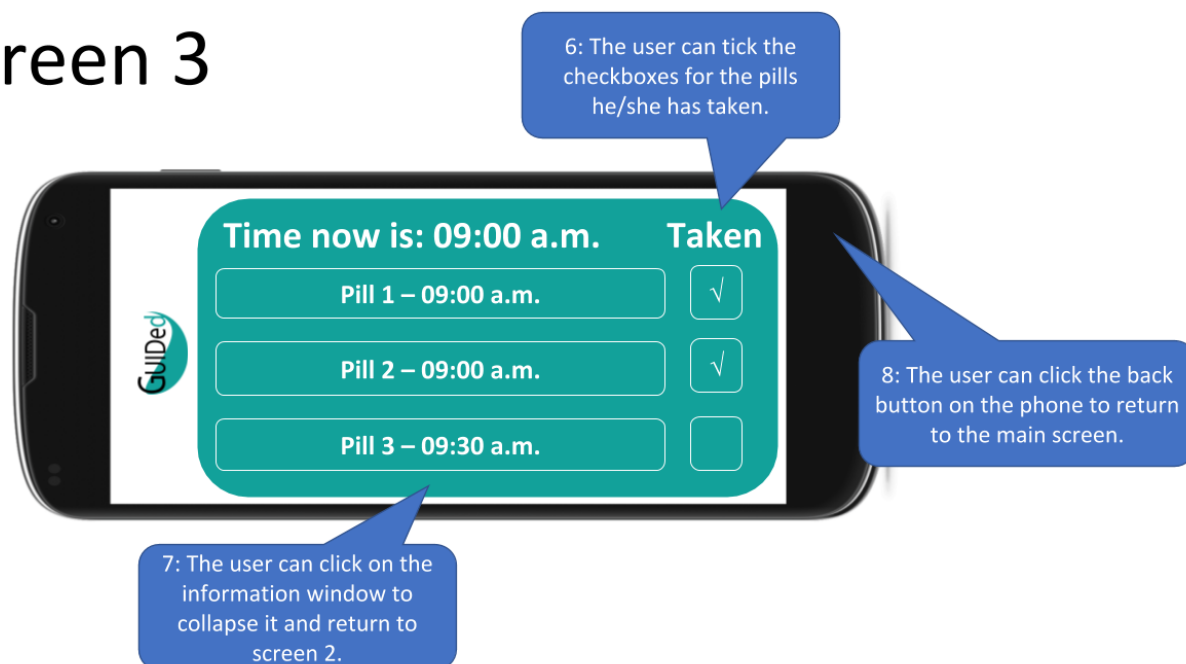 reen 3
6: The user can tick the
checkboxes for the pills
he/she has taken.
Time now is: 09:00 a.m. Taken
Pill 1 – 09:00 a.m. √
Pill 2 – 09:00 a.m. √
Pill 3 – 09:30 a.m.
GUIDed
8: The user can click the back
button on the phone to return
to the main screen.
7: The user can click on the
information window to
collapse it and return to
screen 2.